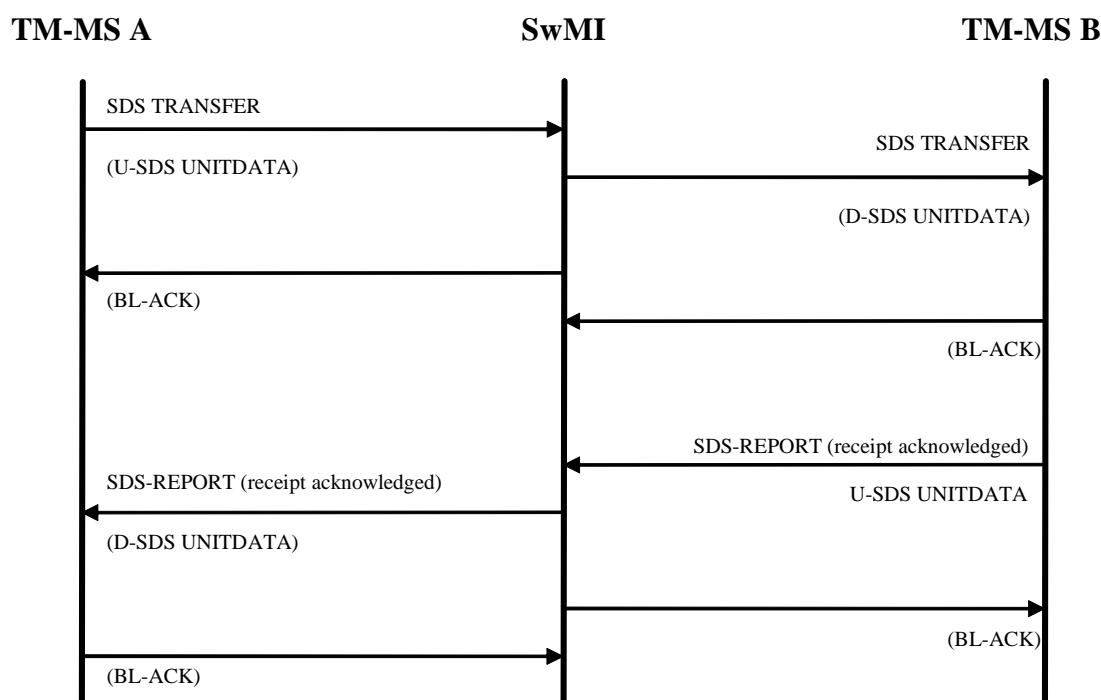 TM-MS A
SwMI
TM-MS B
SDS TRANSFER
SDS TRANSFER
(U-SDS UNITDATA)
(D-SDS UNITDATA)
(BL-ACK)
(BL-ACK)
SDS-REPORT (receipt acknowledged)
SDS-REPORT (receipt acknowledged)
U-SDS UNITDATA
(D-SDS UNITDATA)
(BL-ACK)
(BL-ACK)